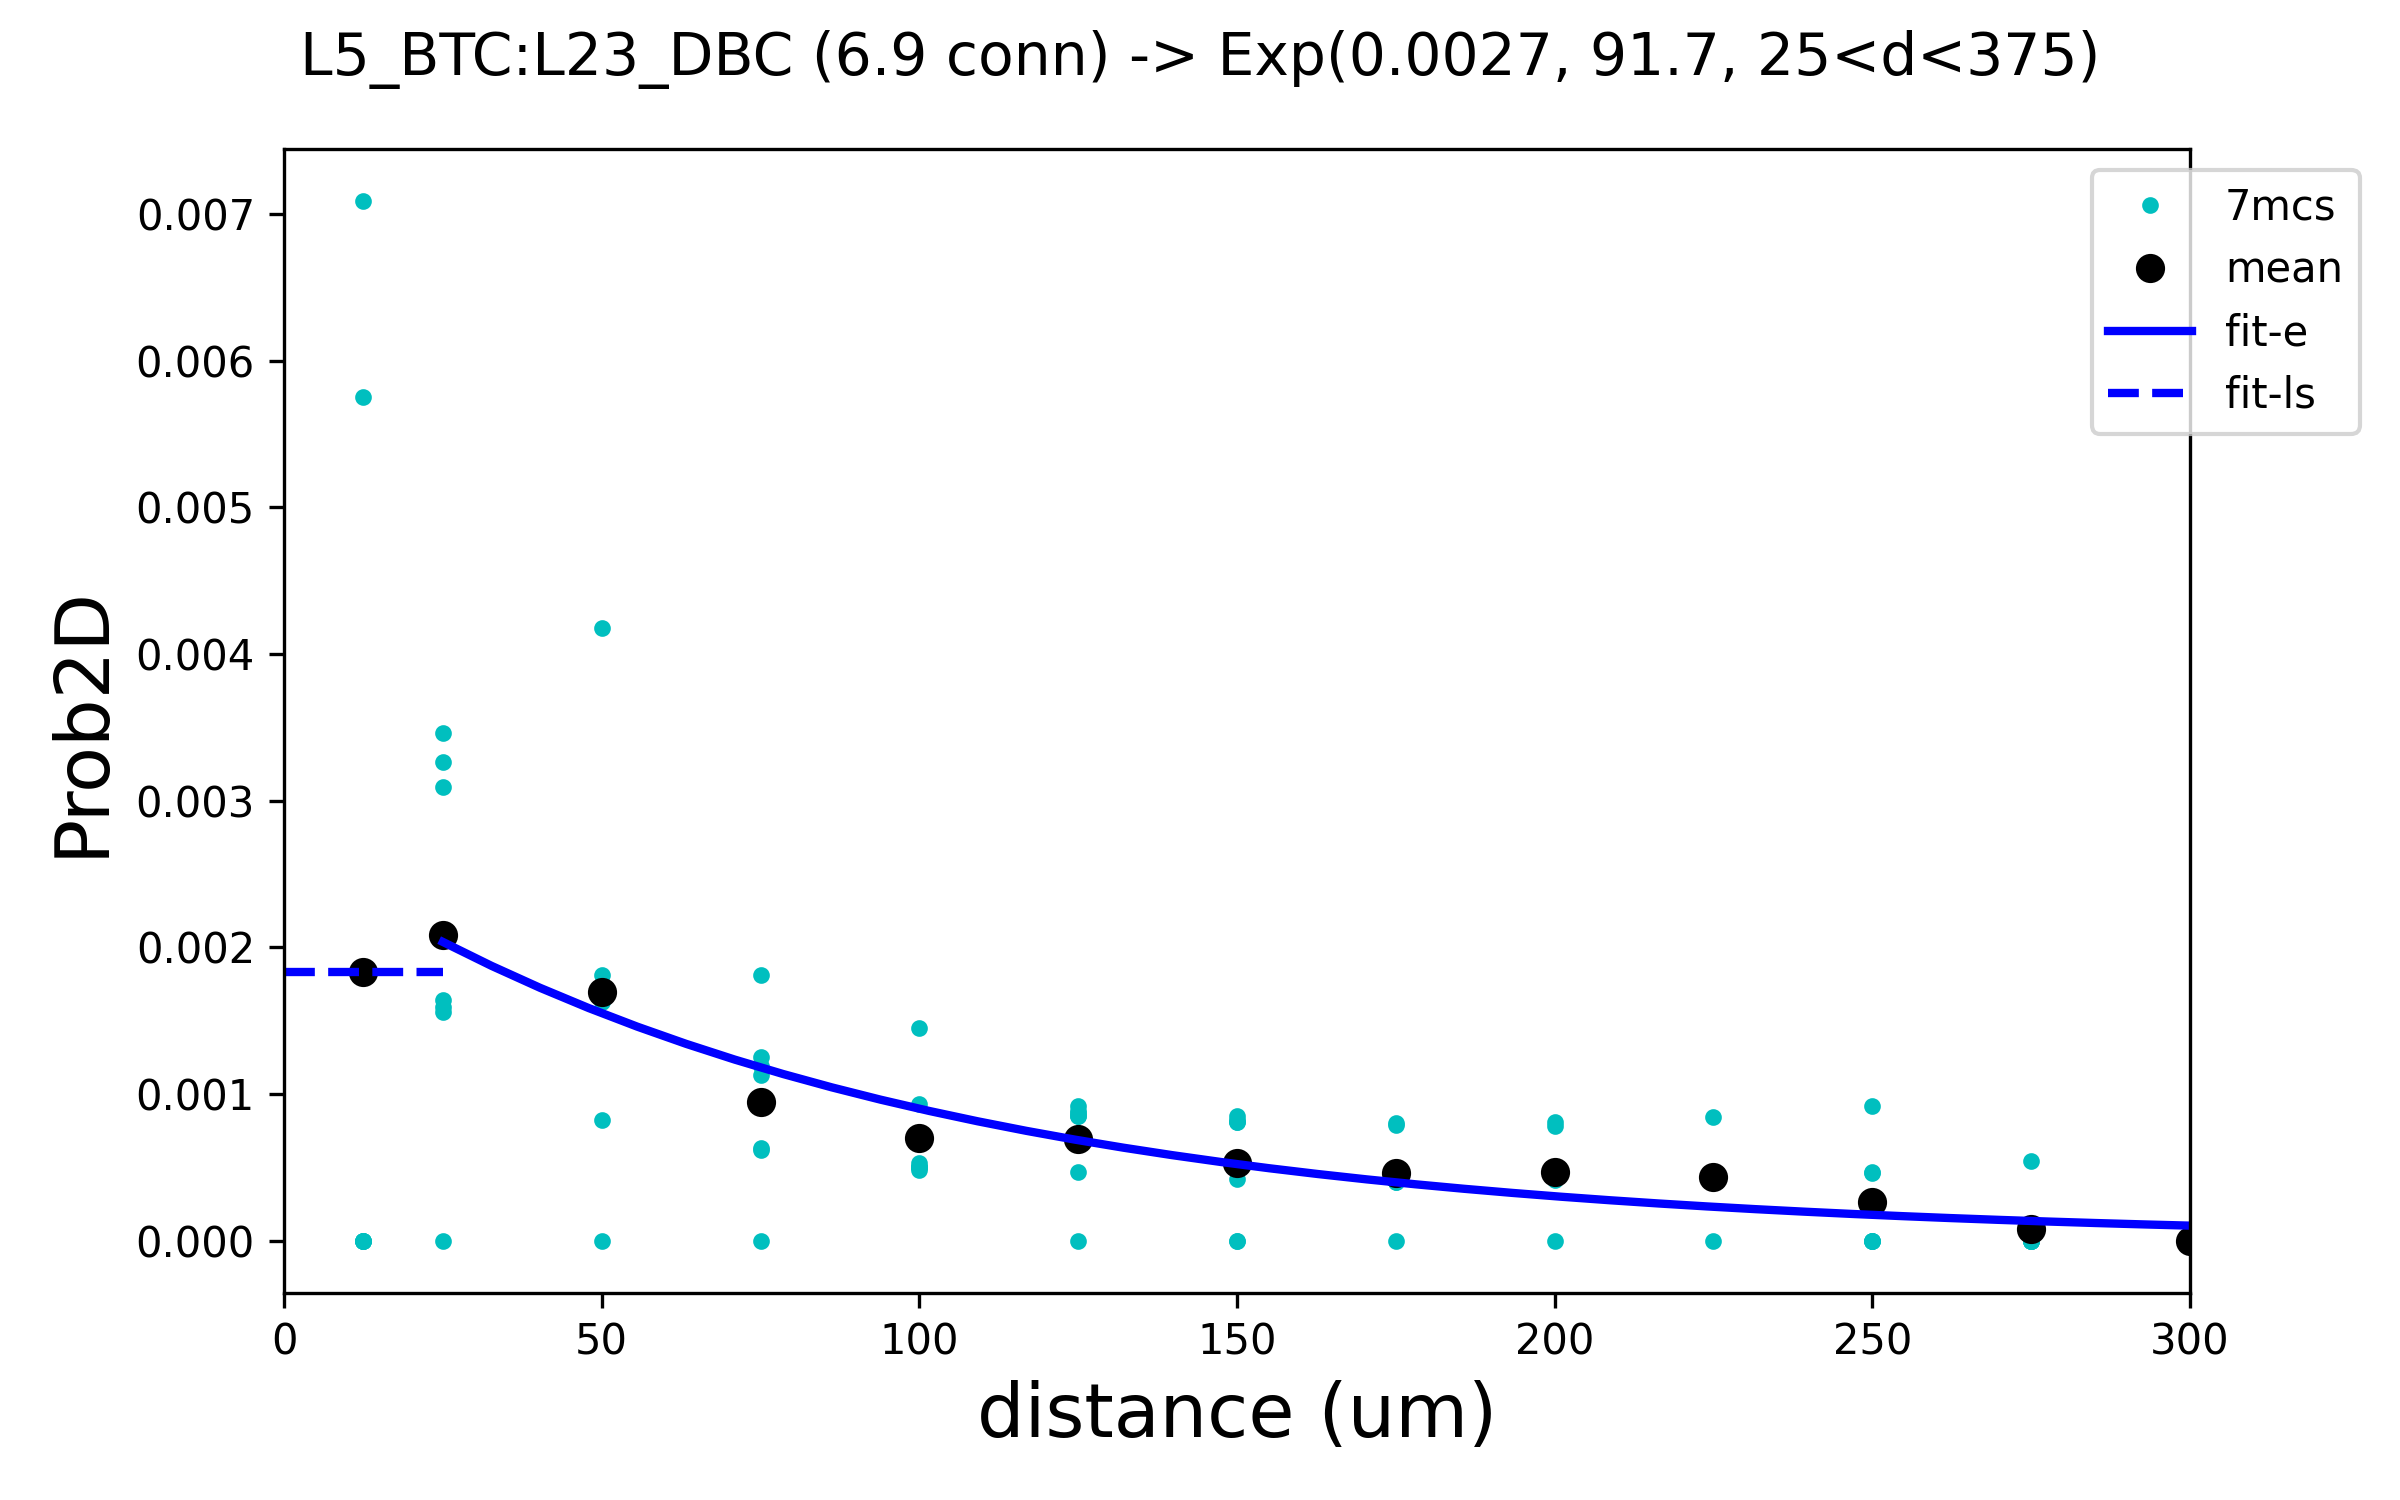 L5_BTC:L23_DBC (6.9 conn) -> Exp(0.0027, 91.7, 25<d<375)
7mcs
mean
fit-e
fit-ls
Prob2D
0.007
0.006
0.005
0.004
0.003
0.002
0.001
0.000
0 50 100 150 200 250 300
distance (um)